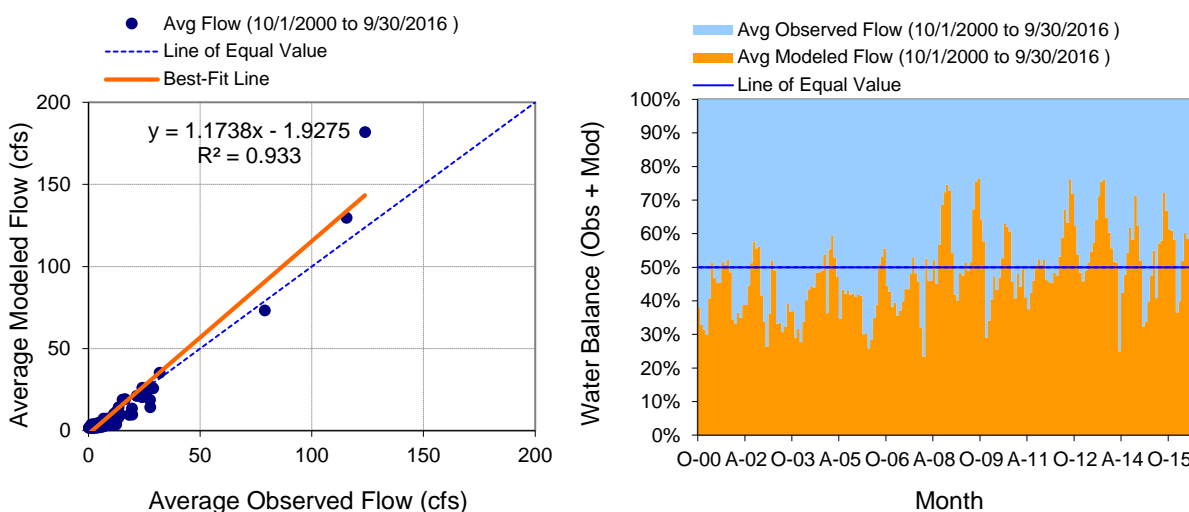 Avg Flow (10/1/2000 to 9/30/2016 )
Line of Equal Value
Best-Fit Line
200
150
100
50
0
y = 1.1738x - 1.9275
R² = 0.933
0 50 100 150 200
Average Modeled Flow (cfs)
Average Observed Flow (cfs)
Avg Observed Flow (10/1/2000 to 9/30/2016 )
Avg Modeled Flow (10/1/2000 to 9/30/2016 )
Line of Equal Value
100%
90%
80%
70%
60%
50%
40%
30%
20%
10%
0%
Water Balance (Obs + Mod)
O-00 A-02 O-03 A-05 O-06 A-08 O-09 A-11 O-12 A-14 O-15
Month